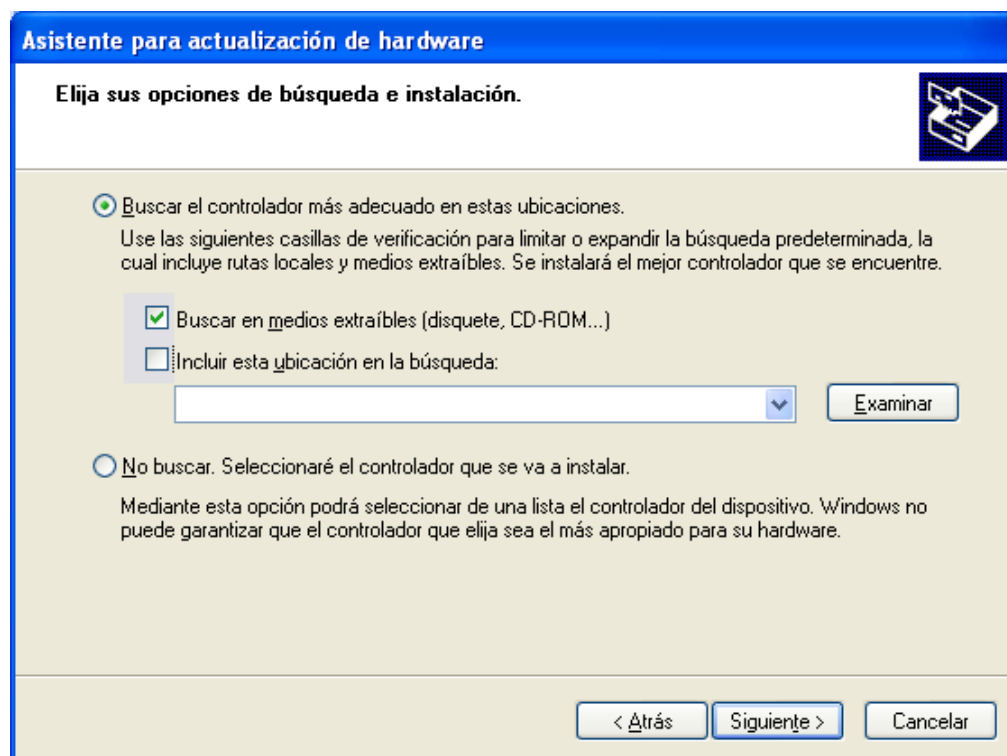 Asistente para actualización de hardware
Elija sus opciones de búsqueda e instalación.
Buscar el controlador más adecuado en estas ubicaciones.
Use las siguientes casillas de verificación para limitar o expandir la búsqueda predeterminada, la
cual incluye rutas locales y medios extraíbles. Se instalará el mejor controlador que se encuentre.
Buscar en medios extraíbles (disquete, CD-ROM...)
Incluir esta ubicación en la búsqueda:
Examinar
No buscar. Seleccionaré el controlador que se va a instalar.
Mediante esta opción podrá seleccionar de una lista el controlador del dispositivo. Windows no
puede garantizar que el controlador que elija sea el más apropiado para su hardware.
< Atrás Siguiente > Cancelar